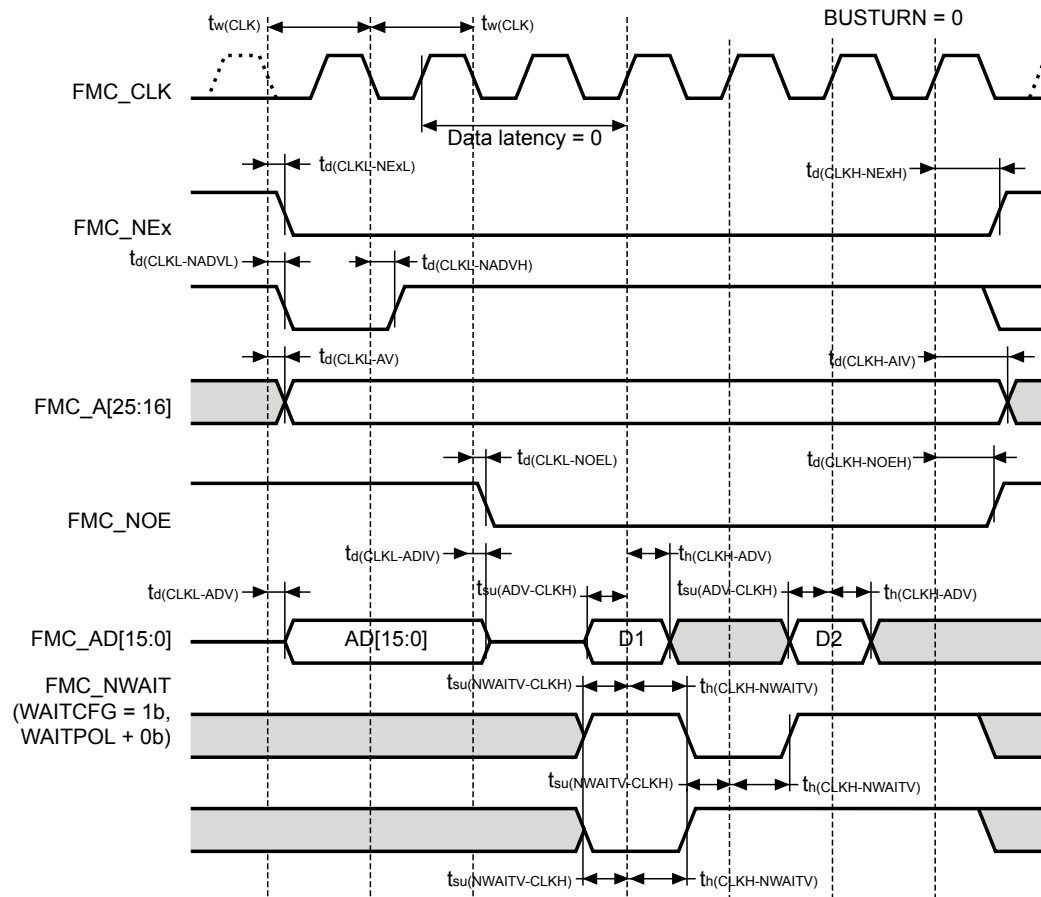 tw(CLK) tw(CLK) BUSTURN = 0
FMC_CLK
Data latency = 0
td(CLKL-NExL) td(CLKH-NExH)
FMC_NEx
td(CLKL-NADVL) td(CLKL-NADVH)
td(CLKL-AV) td(CLKH-AIV)
FMC_A[25:16]
td(CLKL-NOEL) td(CLKH-NOEH)
FMC_NOE
td(CLKL-ADIV) th(CLKH-ADV)
td(CLKL-ADV) tsu(ADV-CLKH) tsu(ADV-CLKH) th(CLKH-ADV)
FMC_AD[15:0] AD[15:0] D1 D2
FMC_NWAIT
(WAITCFG = 1b,
WAITPOL + 0b)
tsu(NWAITV-CLKH) th(CLKH-NWAITV)
tsu(NWAITV-CLKH) th(CLKH-NWAITV)
tsu(NWAITV-CLKH) th(CLKH-NWAITV)